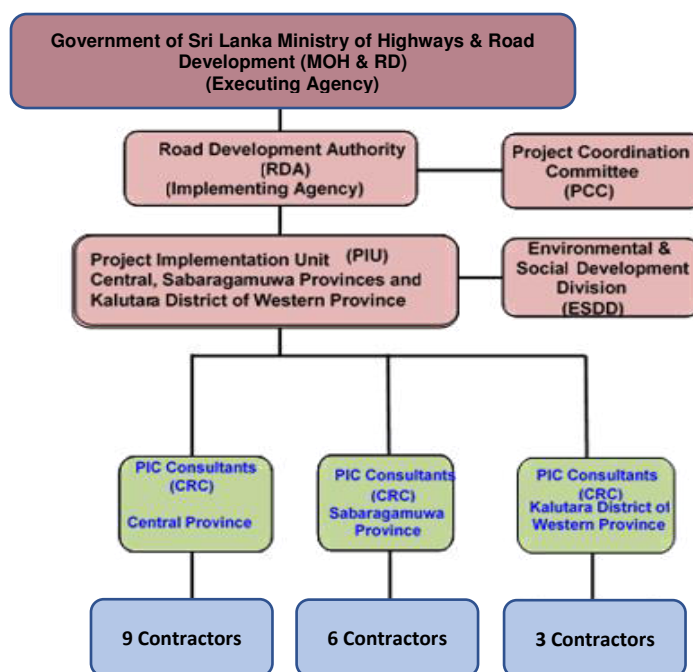 Government of Sri Lanka Ministry of Highways & Road
Development (MOH & RD)
(Executing Agency)
Road Development Authority
(RDA)
(Implementing Agency)
Project Coordination
Committee
(PCC)
Project Implementation Unit (PIU)
Central, Sabaragamuwa Provinces and
Kalutara District of Western Province
Environmental &
Social Development
Division
(ESDD)
PIC Consultants
(CRC)
Central Province
PIC Consultants
(CRC)
Sabaragamuwa
Province
PIC Consultants
(CRC)
Kalutara District of
Western Province
9 Contractors
6 Contractors
3 Contractors